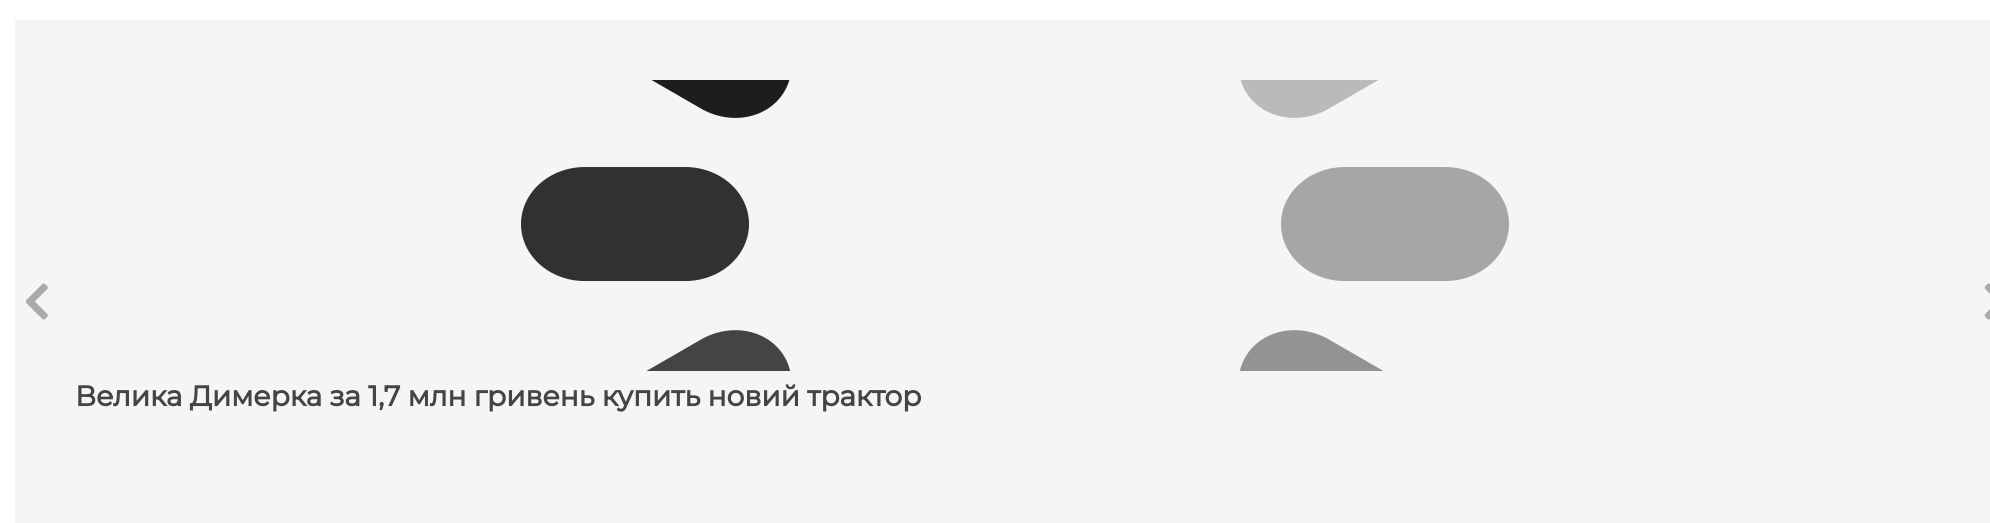 Велика Димерка за 1,7 млн гривень купить новий трактор